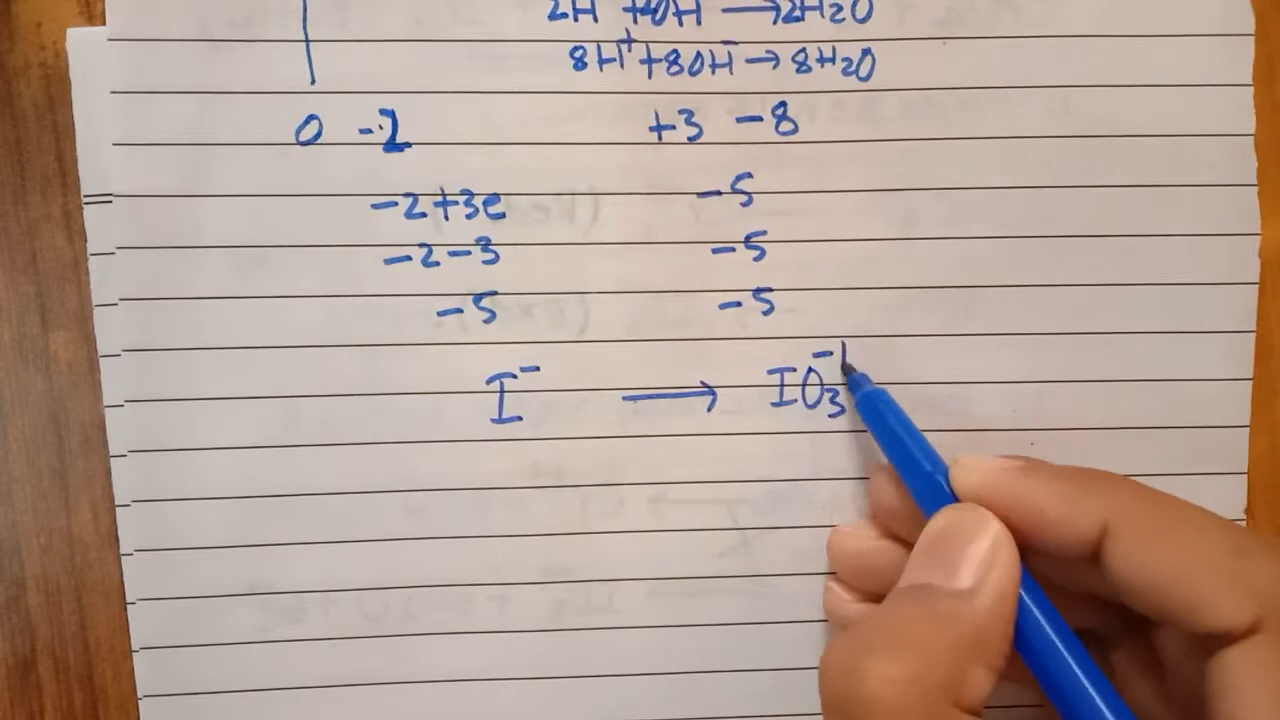 2H⁺+2OH⁻→2H2O
8H⁺+8OH⁻→8H2O
0 -2 +3 -8
-2+3e -5
-2-3 -5
-5 -5
I⁻ → IO₃⁻¹